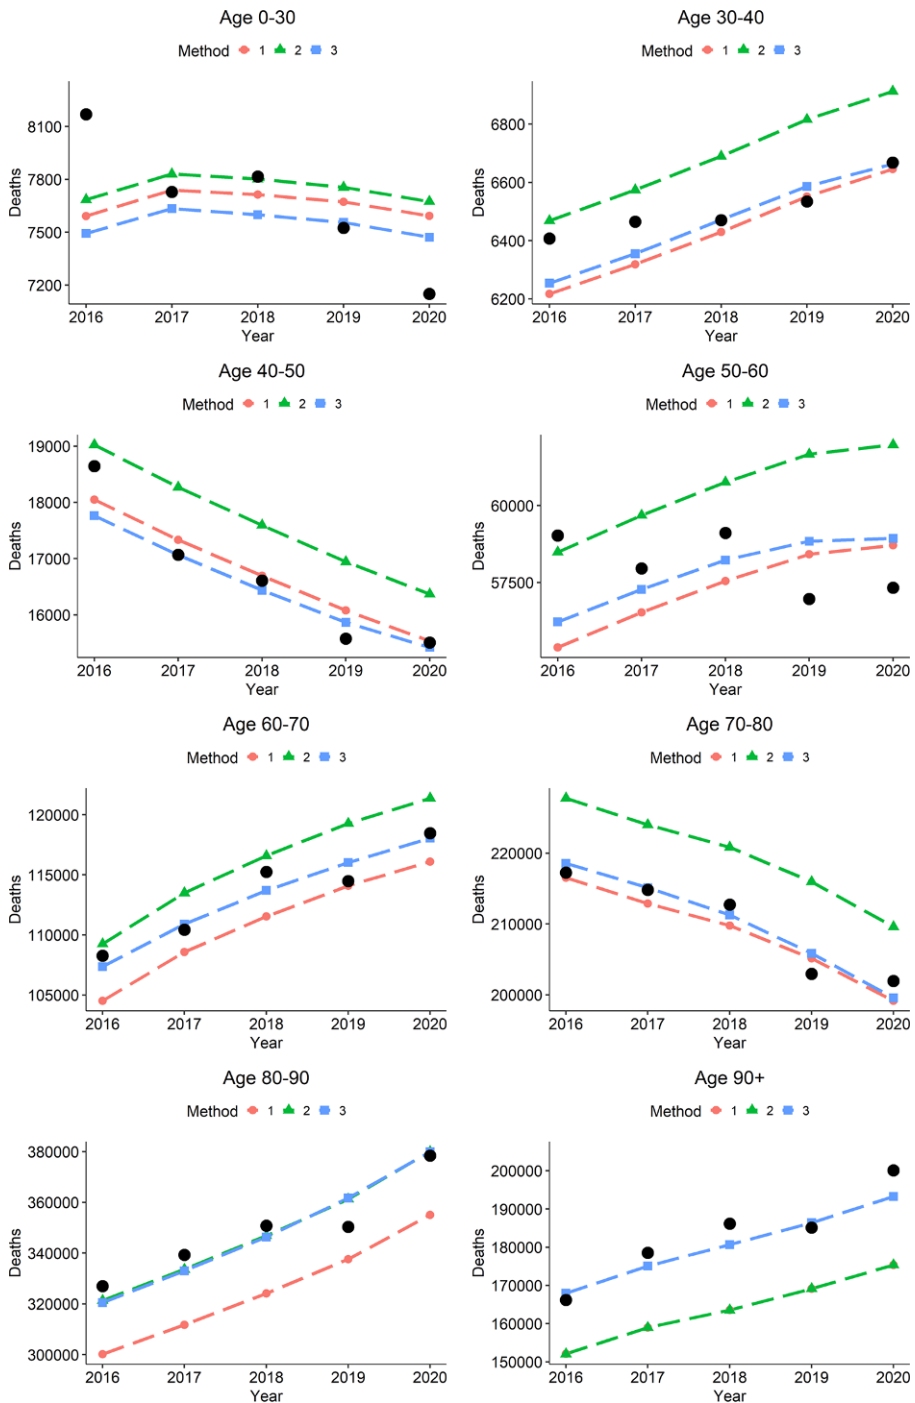 Age 0-30
Method 1 2 3
8100
7800
7500
7200
Deaths
2016 2017 2018 2019 2020
Year
Age 30-40
Method 1 2 3
6800
6600
6400
6200
Deaths
2016 2017 2018 2019 2020
Year
Age 40-50
Method 1 2 3
19000
18000
17000
16000
Deaths
2016 2017 2018 2019 2020
Year
Age 50-60
Method 1 2 3
60000
57500
Deaths
2016 2017 2018 2019 2020
Year
Age 60-70
Method 1 2 3
120000
115000
110000
105000
Deaths
2016 2017 2018 2019 2020
Year
Age 70-80
Method 1 2 3
220000
210000
200000
Deaths
2016 2017 2018 2019 2020
Year
Age 80-90
Method 1 2 3
380000
360000
340000
320000
300000
Deaths
2016 2017 2018 2019 2020
Year
Age 90+
Method 1 2 3
200000
190000
180000
170000
160000
150000
Deaths
2016 2017 2018 2019 2020
Year